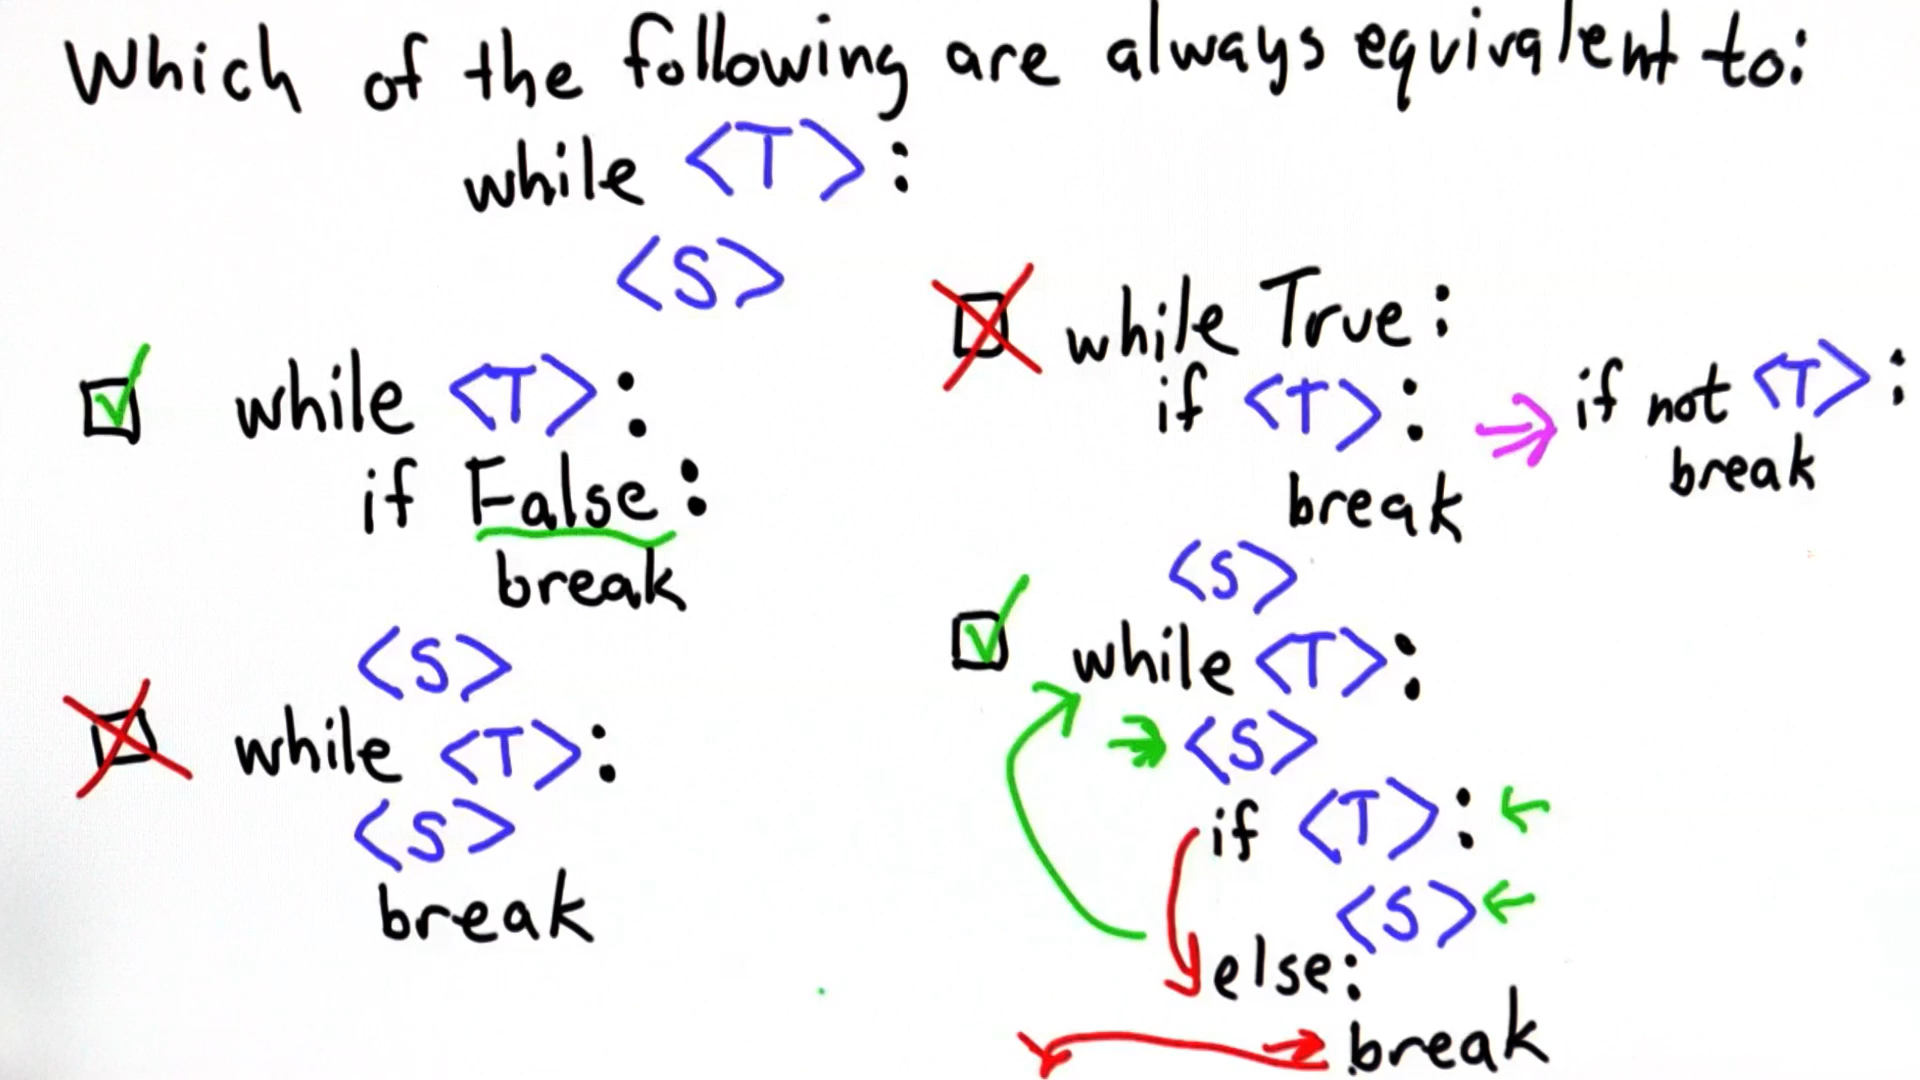 Which of the following are always equivalent to:
while <T>:
<S>
while <T>:
if False:
break
<S>
while <T>:
<S>
break
while True:
if <T>:
break
<S>
if not <T>:
break
while <T>:
<S>
if <T>:
<S>
else:
break